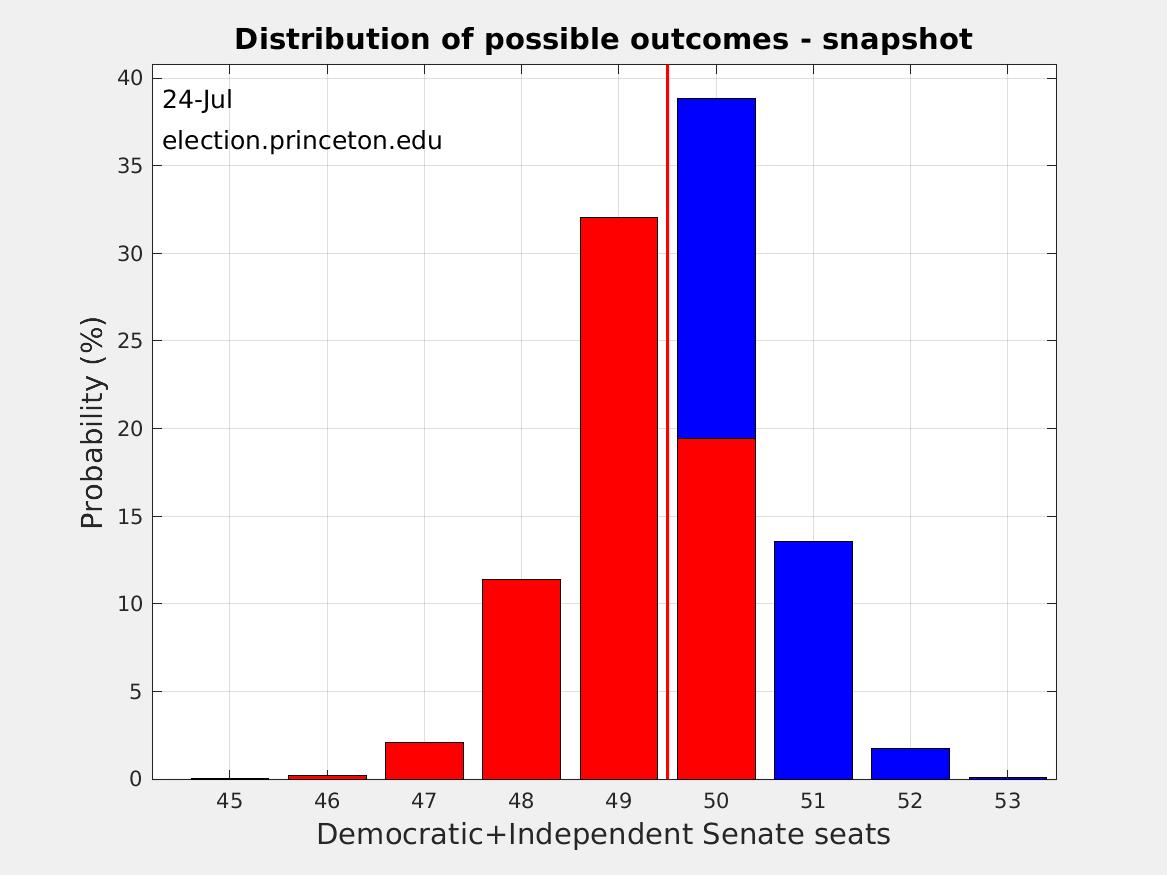 Distribution of possible outcomes - snapshot
24-Jul
election.princeton.edu
Probability (%)
40
35
30
25
20
15
10
5
0
45 46 47 48 49 50 51 52 53
Democratic+Independent Senate seats